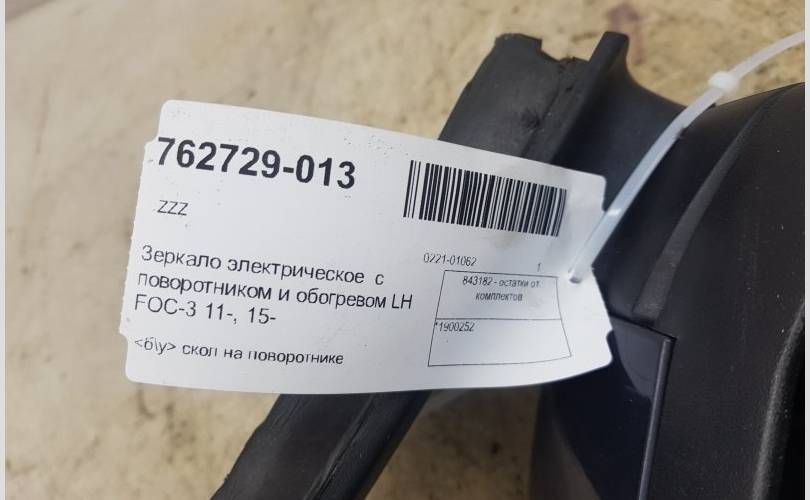 762729-013
ZZZ
Зеркало электрическое с
поворотником и обогревом LH
FOC-3 11-, 15-
<б\у> скол на поворотнике
0221-01062 1
843182 - остатки от
комплектов
*1900252